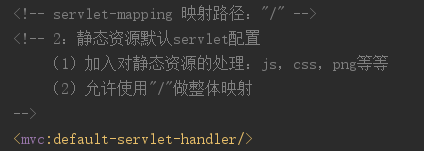 <!-- servlet-mapping 映射路径："/" -->
<!-- 2：静态资源默认servlet配置
（1）加入对静态资源的处理：js，css，png等等
（2）允许使用"/"做整体映射
-->
<mvc:default-servlet-handler/>